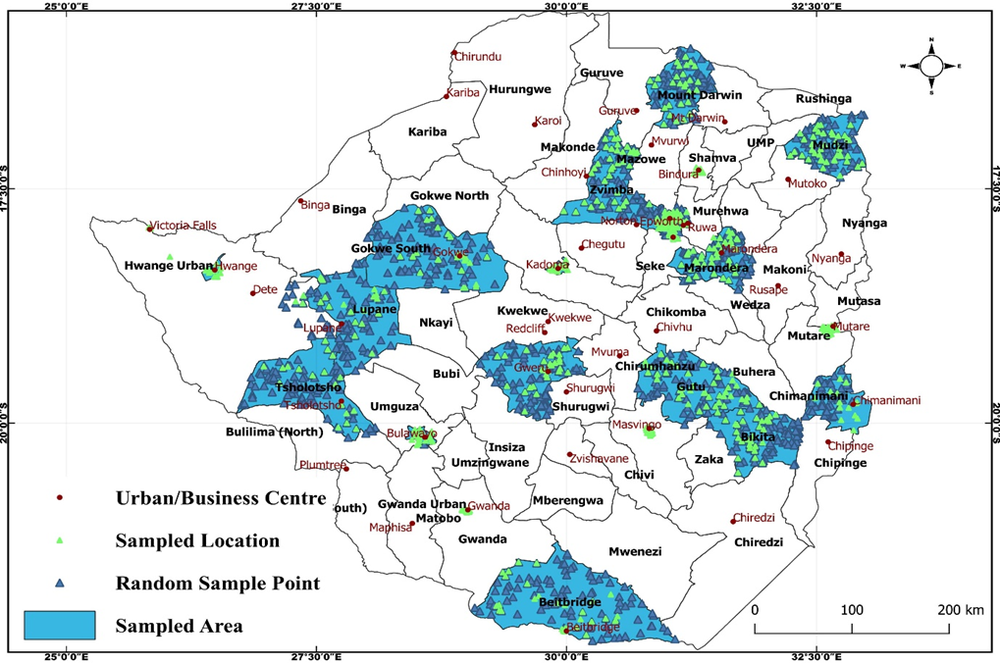 25°0'0"E 27°30'0"E 30°0'0"E 32°30'0"E
N
W E
S
Chirundu
Guruve
Hurungwe
Kariba
Mount Darwin
Rushinga
Guruve
Mt Darwin
Karoi
Kariba
Makonde
Mvurwi
UMP
Mudzi
Mazowe
Shamva
Chinhoyi
Bindura
Mutoko
17°30'0"S
17°30'0"S
Zvimba
Gokwe North
Binga
Binga
Murehwa
Norton
Epworth
Ruwa
Nyanga
Victoria Falls
Gokwe South
Gokwe
Chegutu
Marondera
Nyanga
Hwange Urban
Hwange
Kadoma
Seke
Marondera
Makoni
Dete
Rusape
Mutasa
Wedza
Lupane
Kwekwe
Kwekwe
Chikomba
Nkayi
Lupane
Redcliff
Chivhu
Mutare
Mutare
Mvuma
Gweru
Chirumhanzu
Bubi
Buhera
Tsholotsho
Shurugwi
Gutu
Chimanimani
Tsholotsho
Umguza
Shurugwi
Chimanimani
20°0'0"S
20°0'0"S
Bulilima (North)
Bulawayo
Masvingo
Bikita
Insiza
Chipinge
Plumtree
Umzingwane
Zvishavane
Zaka
Chipinge
Chivi
Urban/Business Centre
outh)
Gwanda Urban
Gwanda
Mberengwa
Matobo
Maphisa
Chiredzi
Sampled Location
Gwanda
Chiredzi
Mwenezi
Random Sample Point
Beitbridge
Sampled Area
Beitbridge
0 100 200 km
25°0'0"E 27°30'0"E 30°0'0"E 32°30'0"E